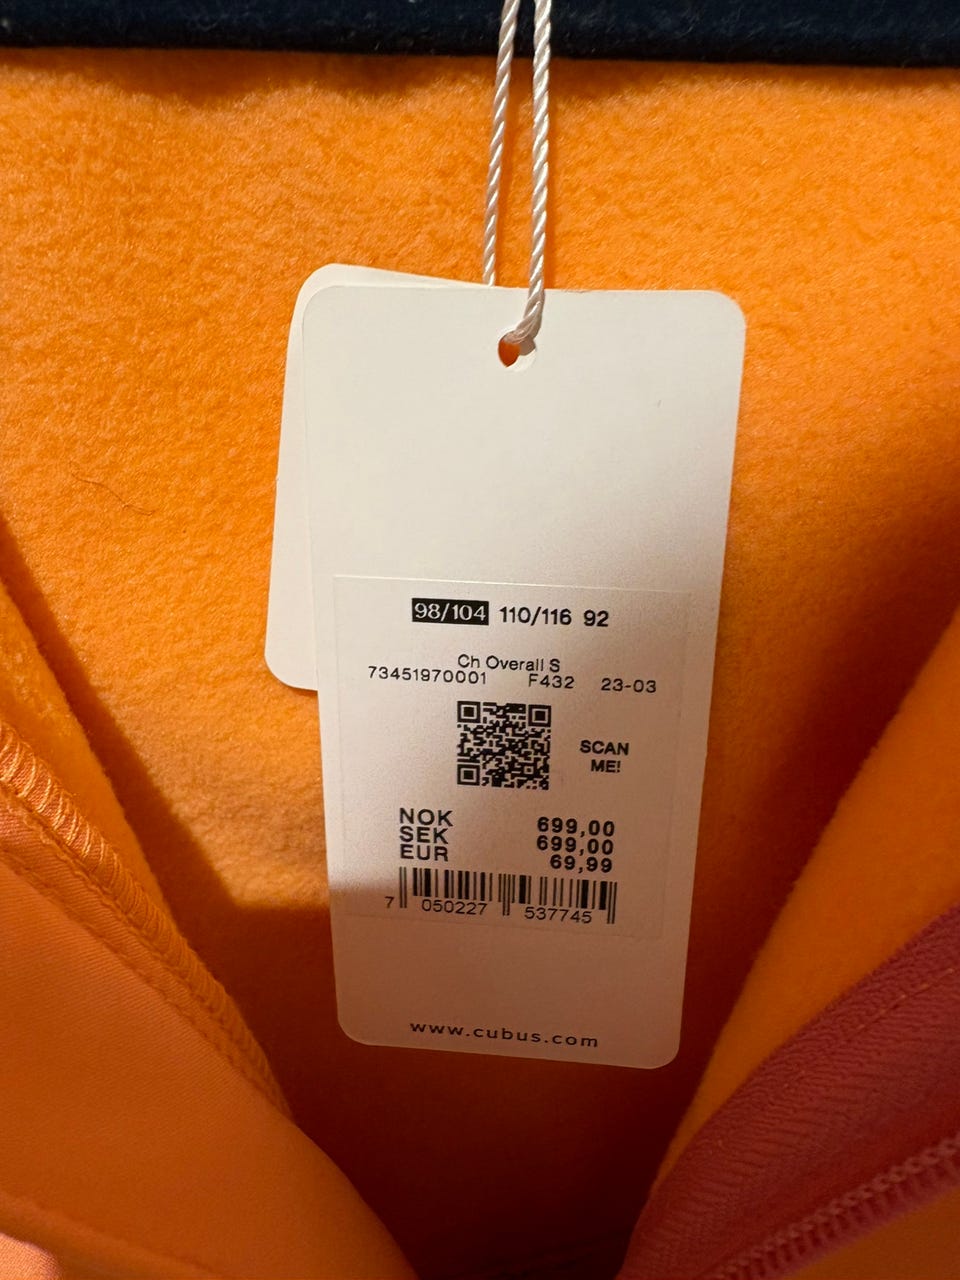 98/104 110/116 92
Ch Overall S
73451970001 F432 23-03
SCAN
ME!
NOK 699,00
SEK 699,00
EUR 69,99
7 050227 537745
www.cubus.com